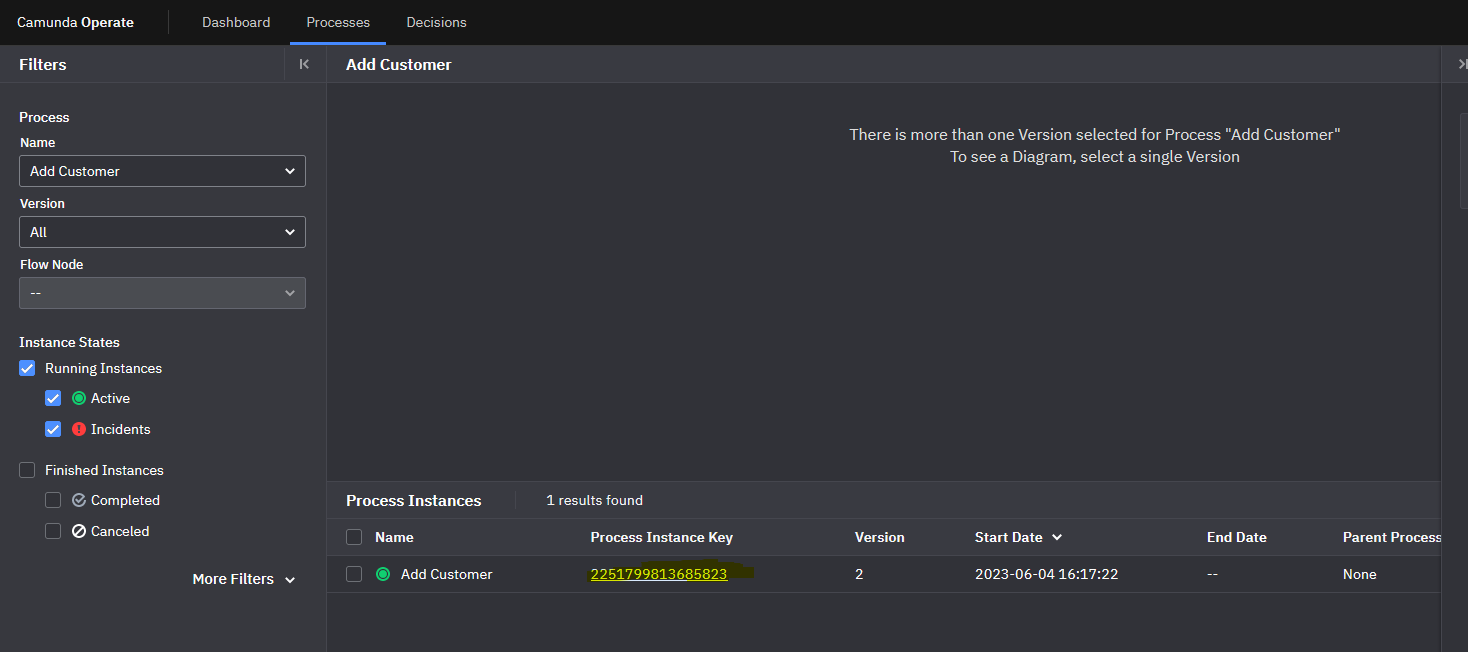 Camunda Operate
Dashboard
Processes
Decisions
Filters
Process
Name
Add Customer
Version
All
Flow Node
--
Instance States
Running Instances
Active
Incidents
Finished Instances
Completed
Canceled
More Filters
Add Customer
There is more than one Version selected for Process "Add Customer"
To see a Diagram, select a single Version
Process Instances
1 results found
Name Process Instance Key Version Start Date End Date Parent Process
Add Customer 2251799813685823 2 2023-06-04 16:17:22 -- None